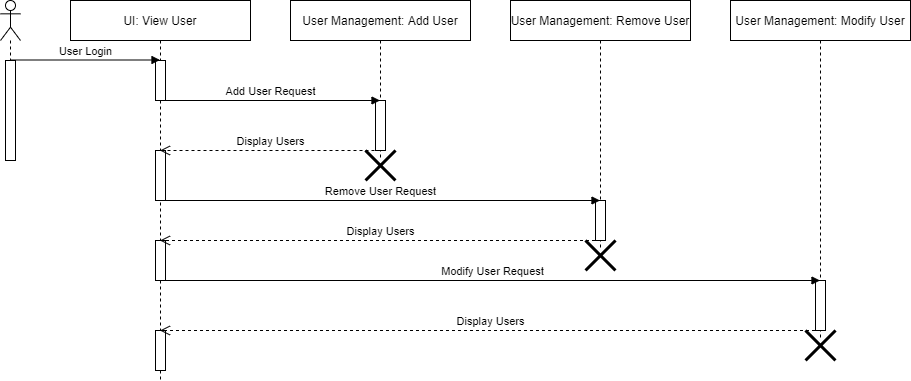 UI: View User
User Management: Add User
User Management: Remove User
User Management: Modify User
User Login
Add User Request
Display Users
Remove User Request
Display Users
Modify User Request
Display Users